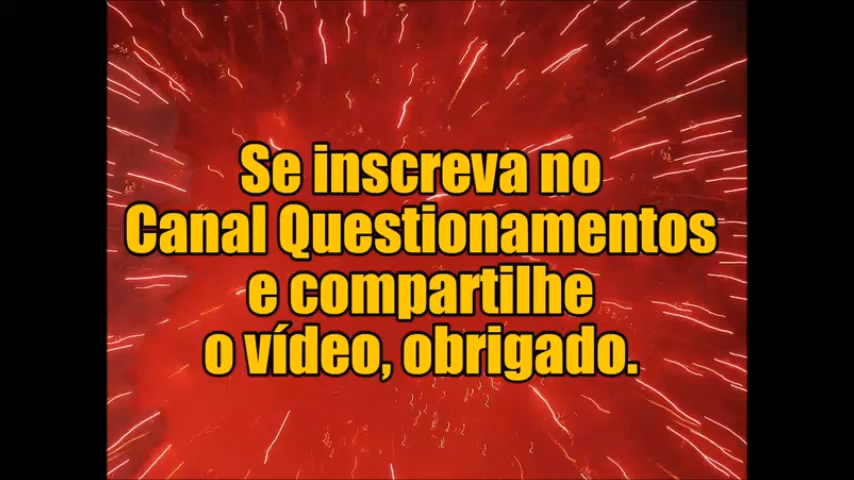 Se inscreva no
Canal Questionamentos
e compartilhe
o vídeo, obrigado.